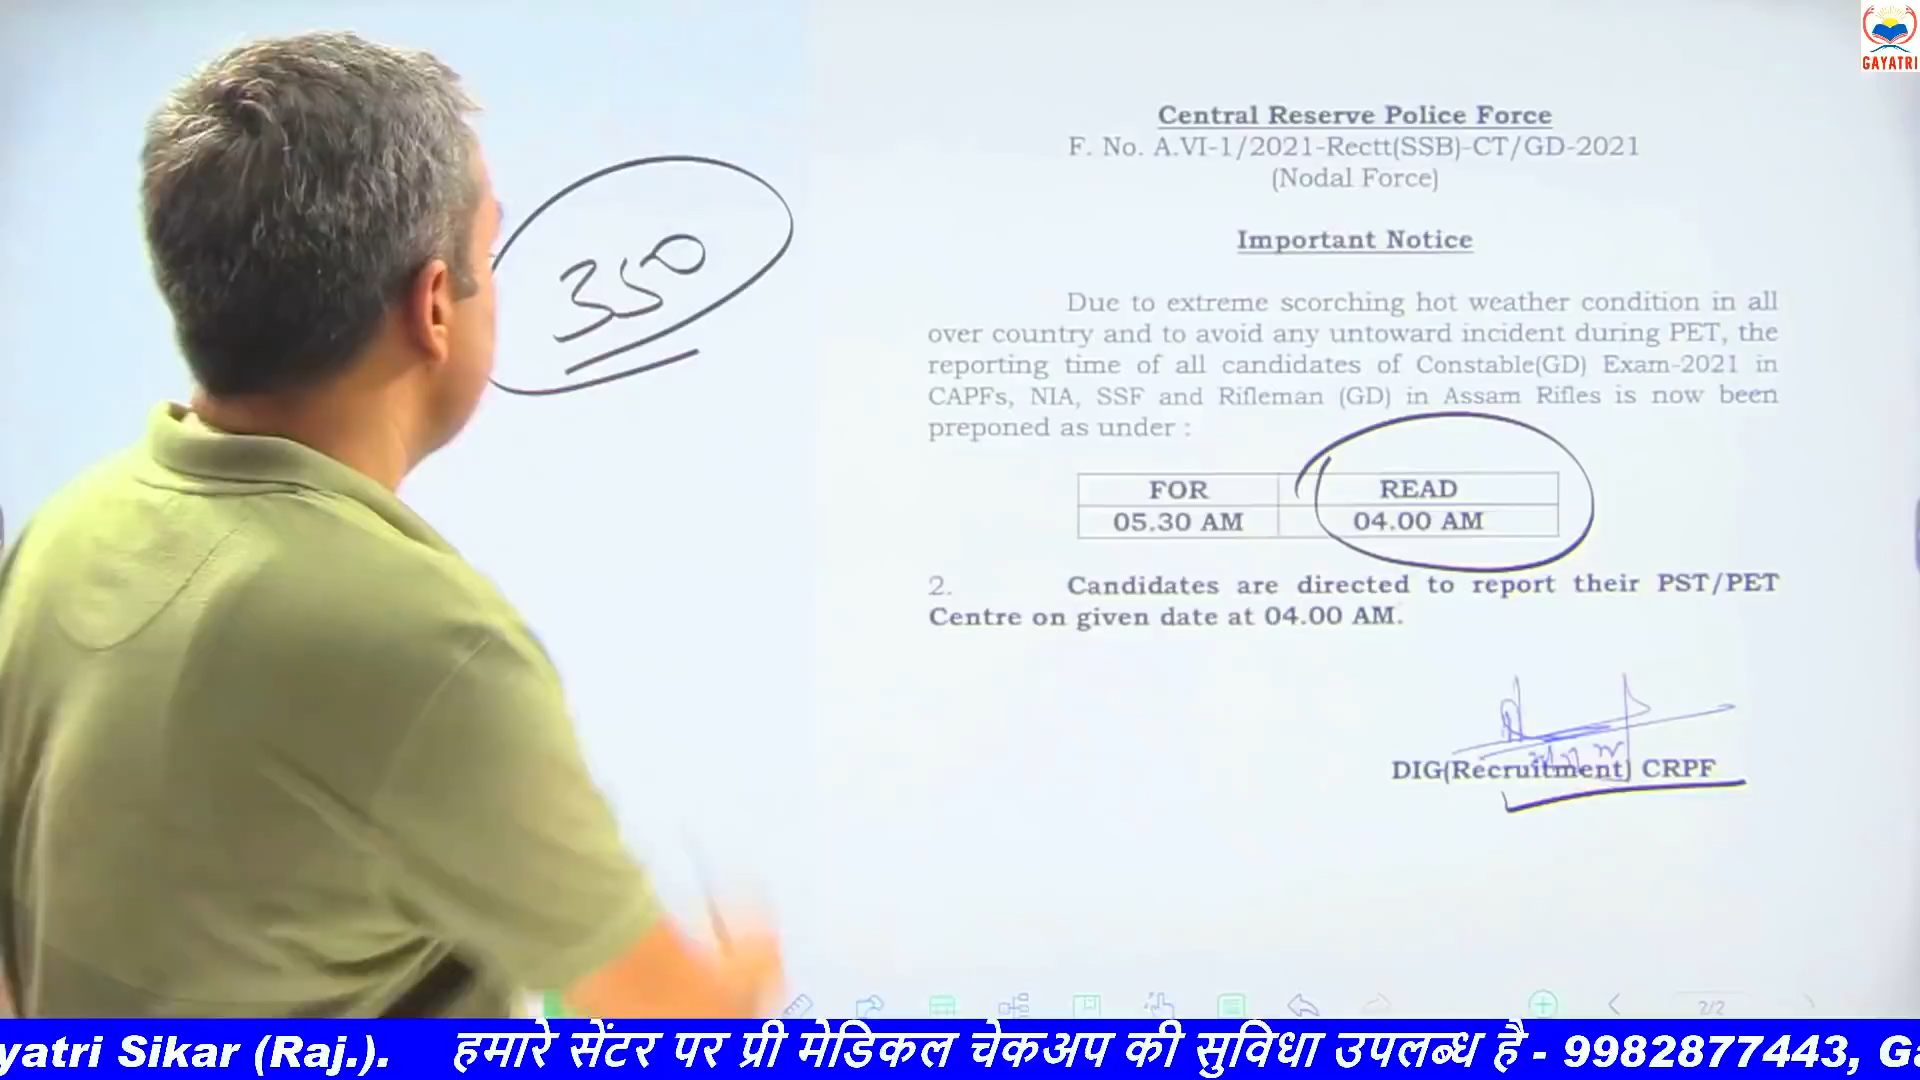 GAYATRI
350
Central Reserve Police Force
F. No. A.VI-1/2021-Rectt(SSB)-CT/GD-2021
(Nodal Force)
Important Notice
Due to extreme scorching hot weather condition in all
over country and to avoid any untoward incident during PET, the
reporting time of all candidates of Constable(GD) Exam-2021 in
CAPFs, NIA, SSF and Rifleman (GD) in Assam Rifles is now been
preponed as under :
FOR READ
05.30 AM 04.00 AM
2. Candidates are directed to report their PST/PET
Centre on given date at 04.00 AM.
DIG(Recruitment) CRPF
2/2
yatri Sikar (Raj.). हमारे सेंटर पर प्री मेडिकल चेकअप की सुविधा उपलब्ध है - 9982877443, Ga